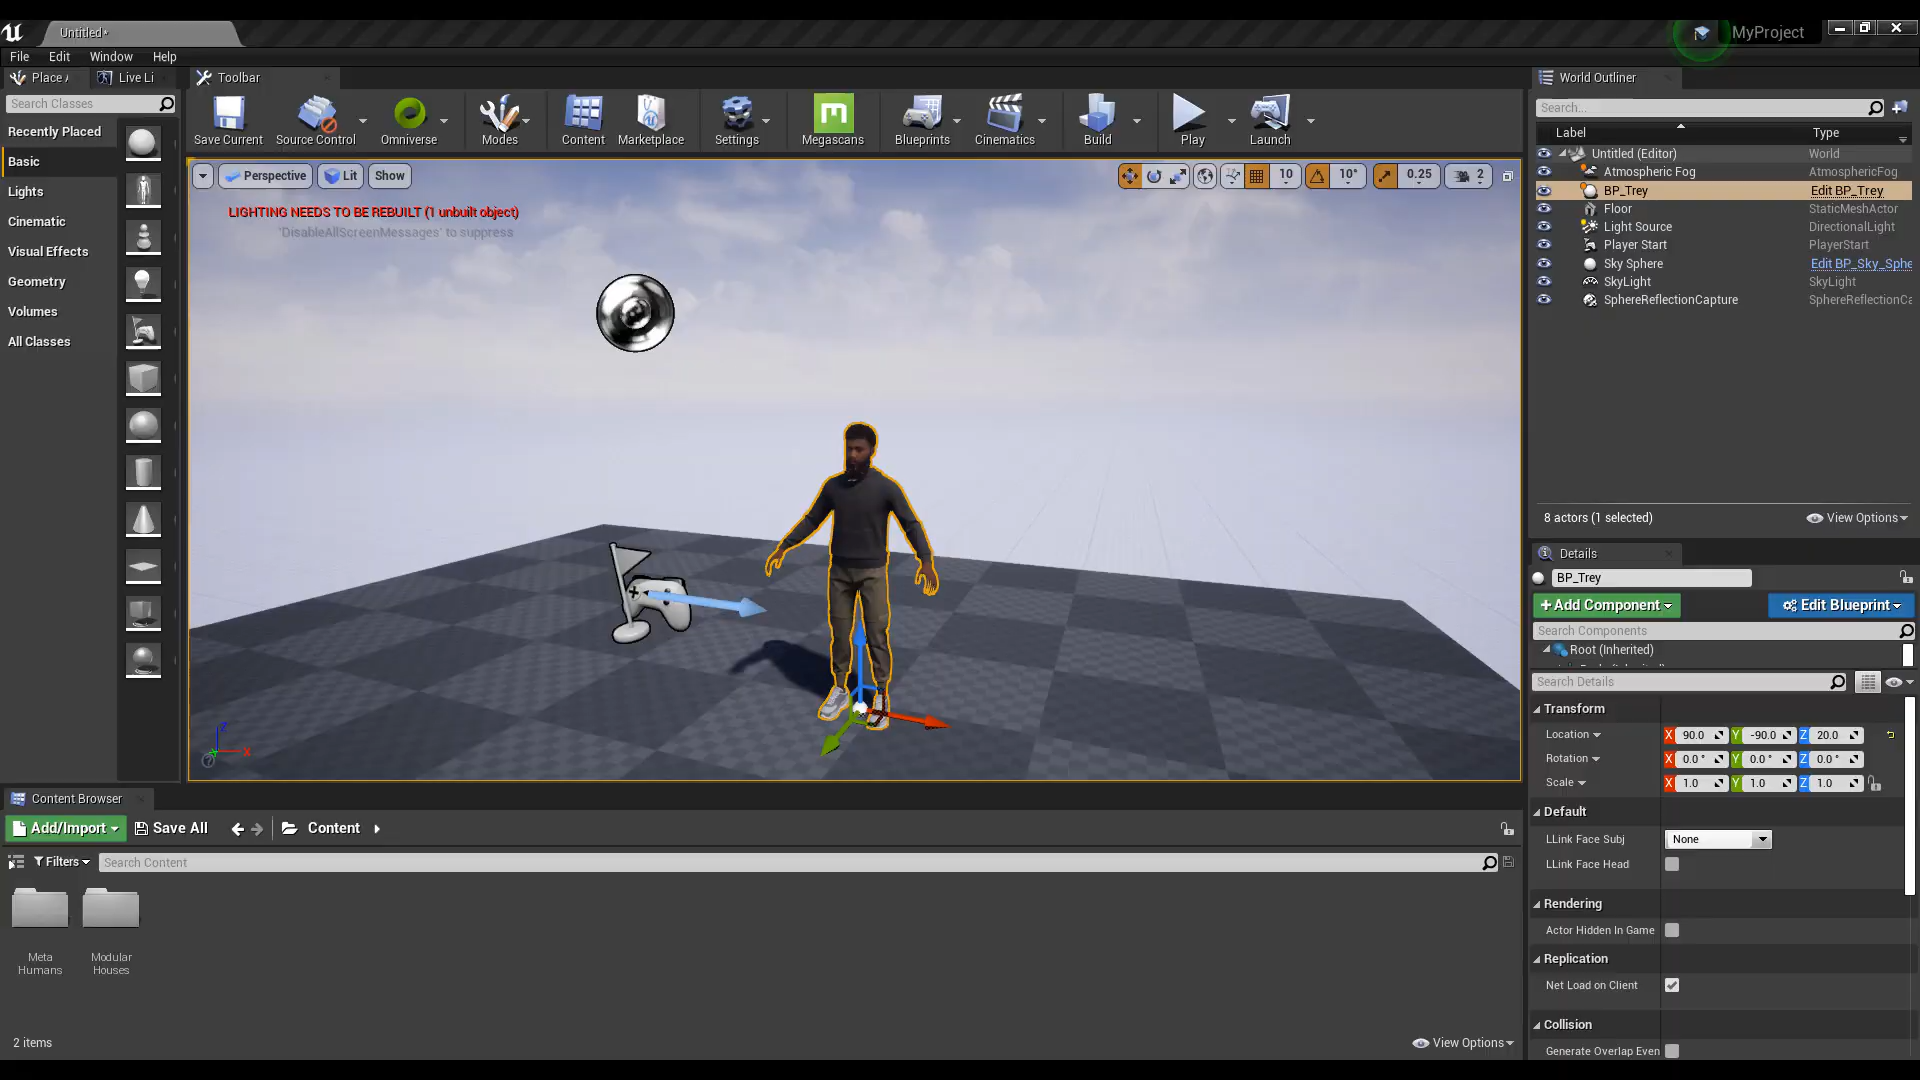 Untitled*
MyProject
File Edit Window Help
Place A
Live Li
Toolbar
World Outliner
Search Classes
Recently Placed
Basic
Lights
Cinematic
Visual Effects
Geometry
Volumes
All Classes
Save Current
Source Control
Omniverse
Modes
Content
Marketplace
Settings
Megascans
Blueprints
Cinematics
Build
Play
Launch
Perspective
Lit
Show
10
10°
0.25
2
LIGHTING NEEDS TO BE REBUILT (1 unbuilt object)
'DisableAllScreenMessages' to suppress
Z
X
Search...
Label Type
Untitled (Editor) World
Atmospheric Fog AtmosphericFog
BP_Trey Edit BP_Trey
Floor StaticMeshActor
Light Source DirectionalLight
Player Start PlayerStart
Sky Sphere Edit BP_Sky_Sphe
SkyLight SkyLight
SphereReflectionCapture SphereReflectionCa
8 actors (1 selected)
View Options
Details
BP_Trey
+Add Component
Edit Blueprint
Search Components
Root (Inherited)
Search Details
Transform
Location X 90.0 Y -90.0 Z 20.0
Rotation X 0.0 ° Y 0.0 ° Z 0.0 °
Scale X 1.0 Y 1.0 Z 1.0
Default
LLink Face Subj None
LLink Face Head
Rendering
Actor Hidden In Game
Replication
Net Load on Client
Collision
Generate Overlap Even
Content Browser
Add/Import
Save All
Content
Filters
Search Content
Meta
Humans
Modular
Houses
2 items
View Options